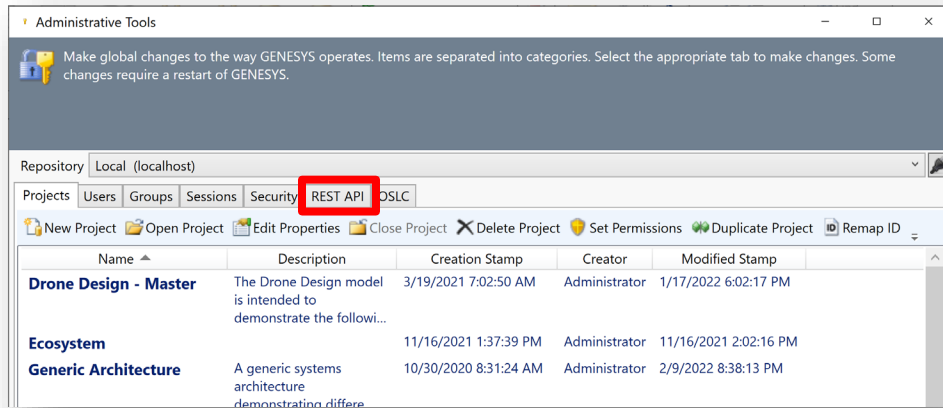 Administrative Tools
Make global changes to the way GENESYS operates. Items are separated into categories. Select the appropriate tab to make changes. Some
changes require a restart of GENESYS.
Repository Local (localhost)
Projects Users Groups Sessions Security REST API OSLC
New Project Open Project Edit Properties Close Project Delete Project Set Permissions Duplicate Project ID Remap ID
Name Description Creation Stamp Creator Modified Stamp
Drone Design - Master The Drone Design model 3/19/2021 7:02:50 AM Administrator 1/17/2022 6:02:17 PM
is intended to
demonstrate the followi...
Ecosystem 11/16/2021 1:37:39 PM Administrator 11/16/2021 2:02:16 PM
Generic Architecture A generic systems 10/30/2020 8:31:24 AM Administrator 2/9/2022 8:38:13 PM
architecture
demonstrating differe